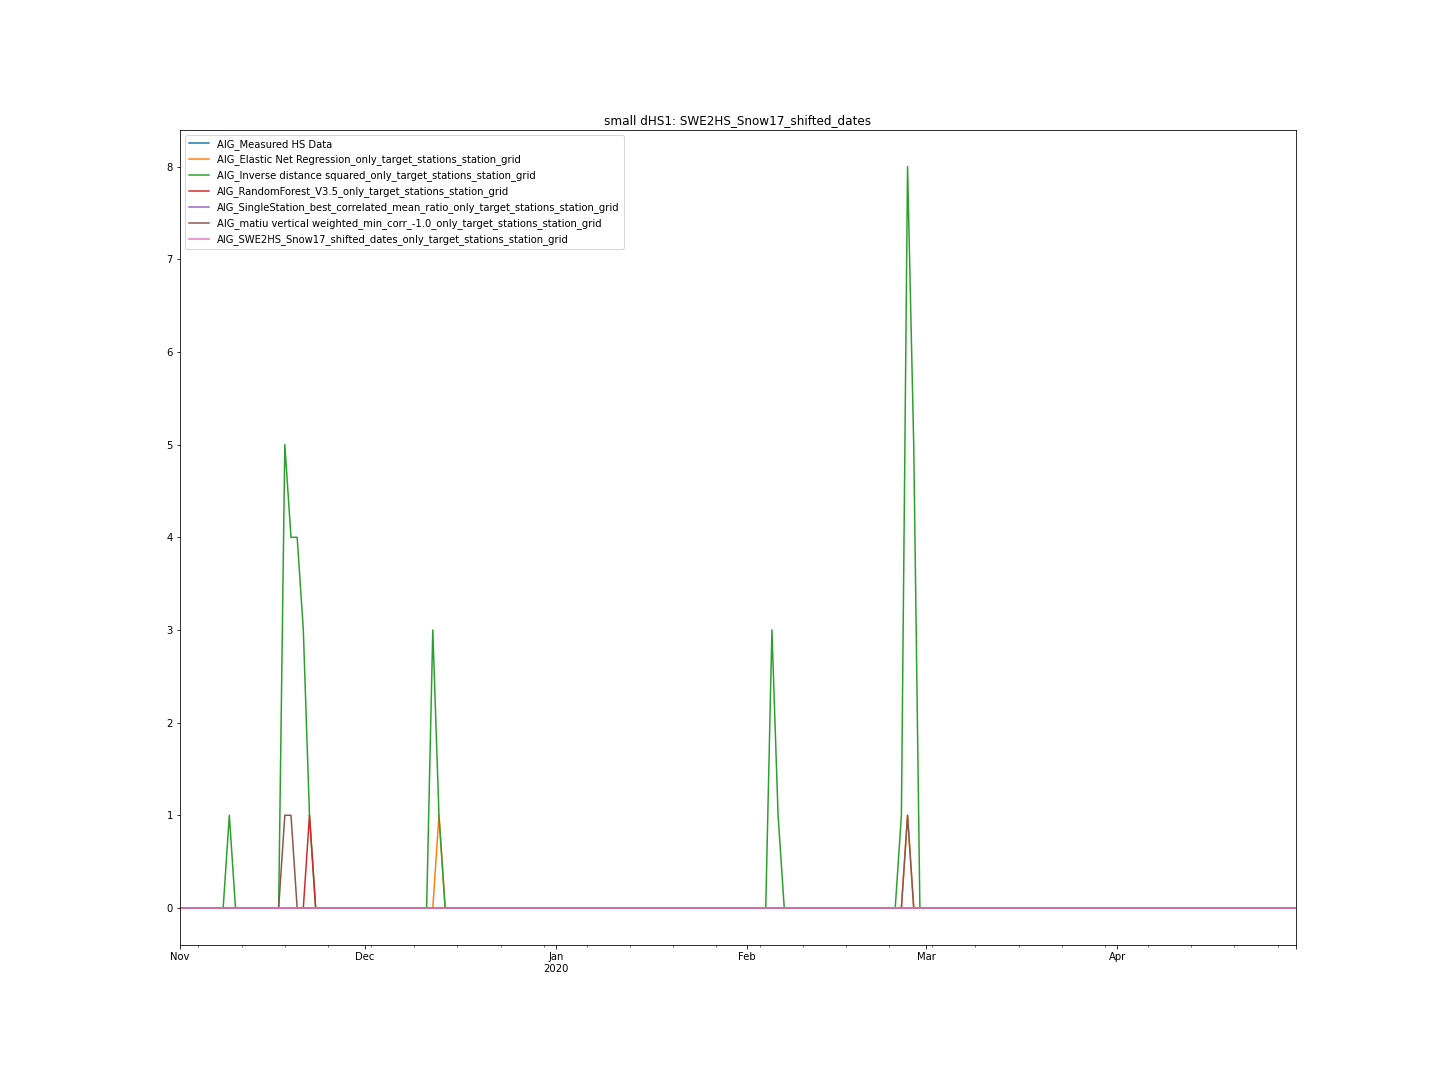 small dHS1: SWE2HS_Snow17_shifted_dates
AIG_Measured HS Data
AIG_Elastic Net Regression_only_target_stations_station_grid
AIG_Inverse distance squared_only_target_stations_station_grid
AIG_RandomForest_V3.5_only_target_stations_station_grid
AIG_SingleStation_best_correlated_mean_ratio_only_target_stations_station_grid
AIG_matiu vertical weighted_min_corr_-1.0_only_target_stations_station_grid
AIG_SWE2HS_Snow17_shifted_dates_only_target_stations_station_grid
8
7
6
5
4
3
2
1
0
Nov Dec Jan Feb Mar Apr
2020